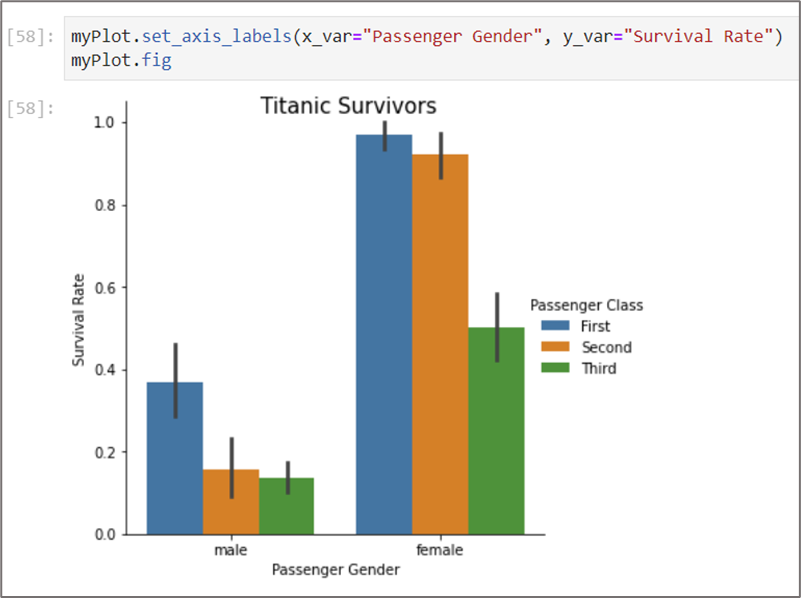 [58]: myPlot.set_axis_labels(x_var="Passenger Gender", y_var="Survival Rate")
myPlot.fig
[58]:
Titanic Survivors
1.0
0.8
0.6
0.4
0.2
0.0
Survival Rate
male female
Passenger Gender
Passenger Class
First
Second
Third